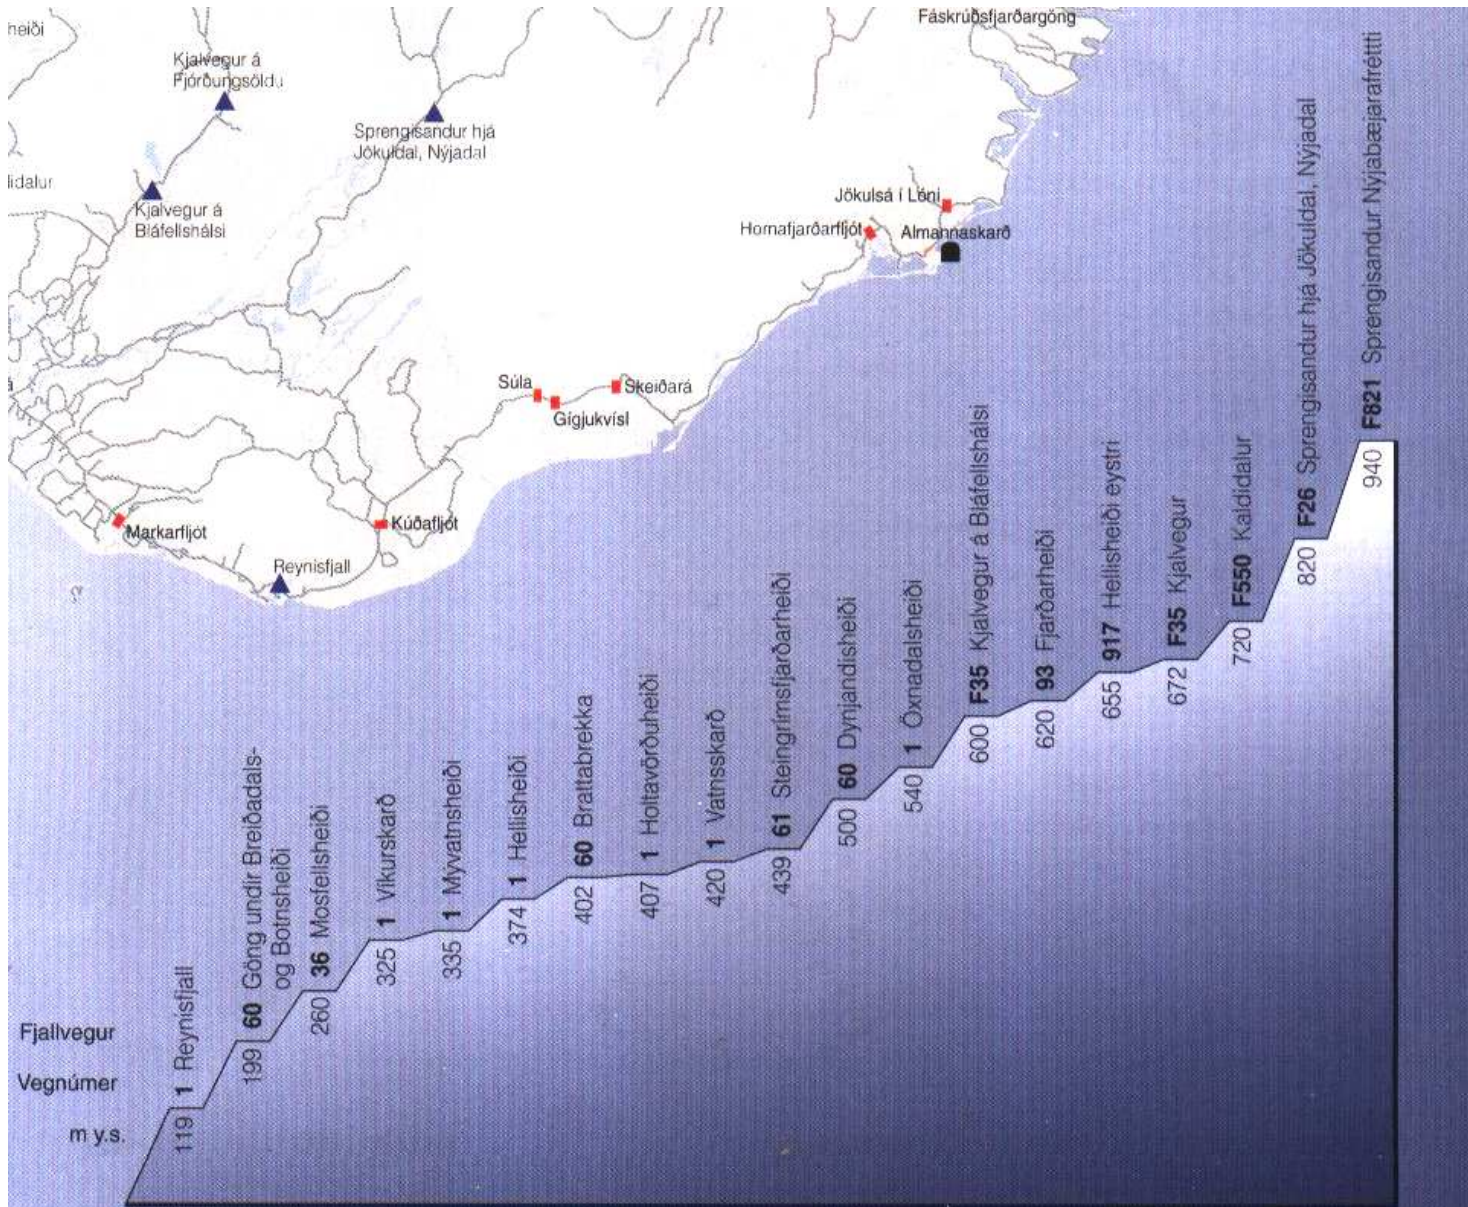 heiði
Fáskrúðsfjarðargöng
Kjalvegur á
Fjórðungsöldu
Sprengisandur hjá
Jökuldal, Nýjadal
lidalur
Kjalvegur á
Bláfellshálsi
Jökulsá í Lóni
Hornafjarðarfljót
Almannaskarð
á
Súla
Skeiðará
Gígjukvísl
Markarfljót
Kúðafljót
Reynisfjall
Fjallvegur
Vegnúmer
m y.s.
119 1 Reynisfjall
199 60 Göng undir Breiðadals-
og Botnsheiði
260 36 Mosfellsheiði
325 1 Víkurskarð
335 1 Mývatnsheiði
374 1 Hellisheiði
402 60 Brattabrekka
407 1 Holtavörðuheiði
420 1 Vatnsskarð
439 61 Steingrímsfjarðarheiði
500 60 Dynjandisheiði
540 1 Öxnadalsheiði
600 F35 Kjalvegur á Bláfellshálsi
620 93 Fjarðarheiði
655 917 Hellisheiði eystri
672 F35 Kjalvegur
720 F550 Kaldidalur
820 F26 Sprengisandur hjá Jökuldal, Nýjadal
940 F821 Sprengisandur Nýjabæjarafréttti